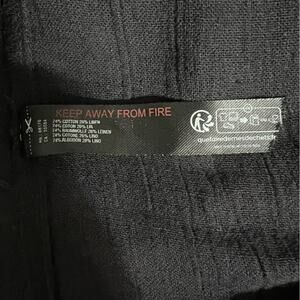 KEEP AWAY FROM FIRE
74% COTTON 26% LINEN
74% COTON 26% LIN
74% BAUMWOLLE 26% LEINEN
74% COTONE 26% LINO
74% ALGODÓN 26% LINO
quefairedemesdechets.fr